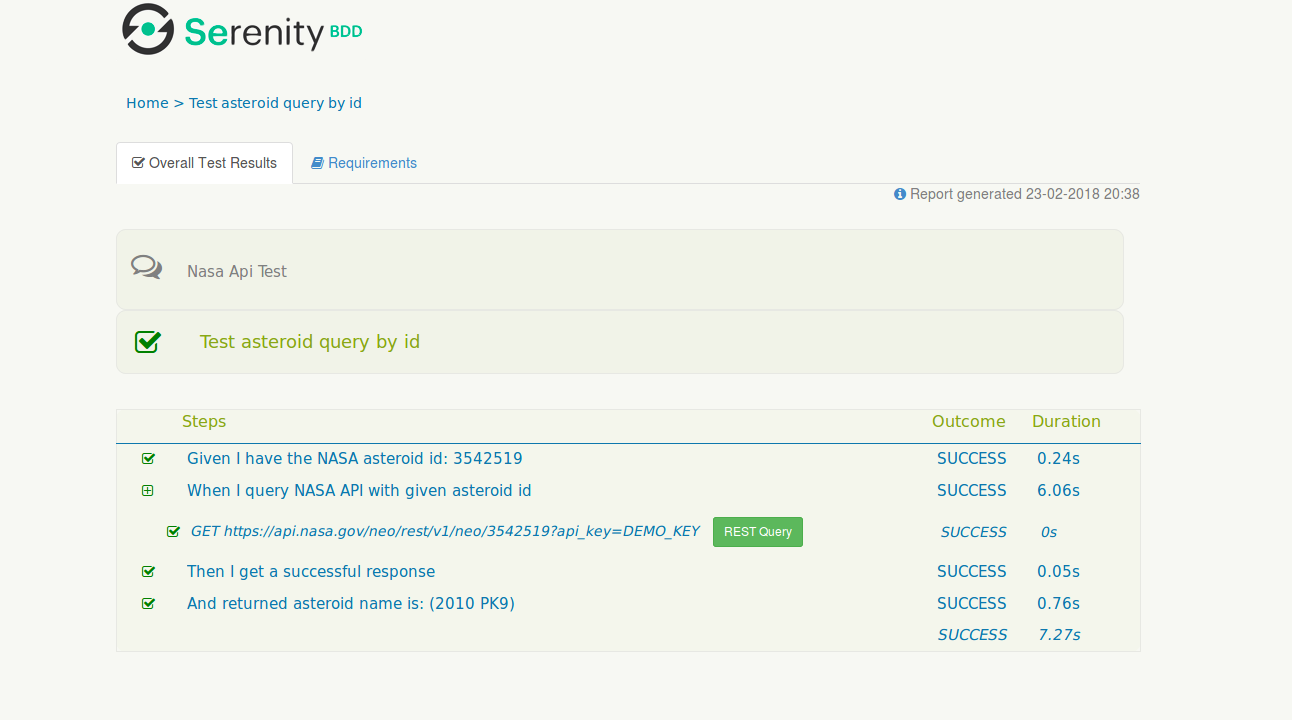 Serenity BDD
Home > Test asteroid query by id
Overall Test Results Requirements
Report generated 23-02-2018 20:38
Nasa Api Test
Test asteroid query by id
Steps Outcome Duration
Given I have the NASA asteroid id: 3542519 SUCCESS 0.24s
When I query NASA API with given asteroid id SUCCESS 6.06s
GET https://api.nasa.gov/neo/rest/v1/neo/3542519?api_key=DEMO_KEY REST Query SUCCESS 0s
Then I get a successful response SUCCESS 0.05s
And returned asteroid name is: (2010 PK9) SUCCESS 0.76s
SUCCESS 7.27s